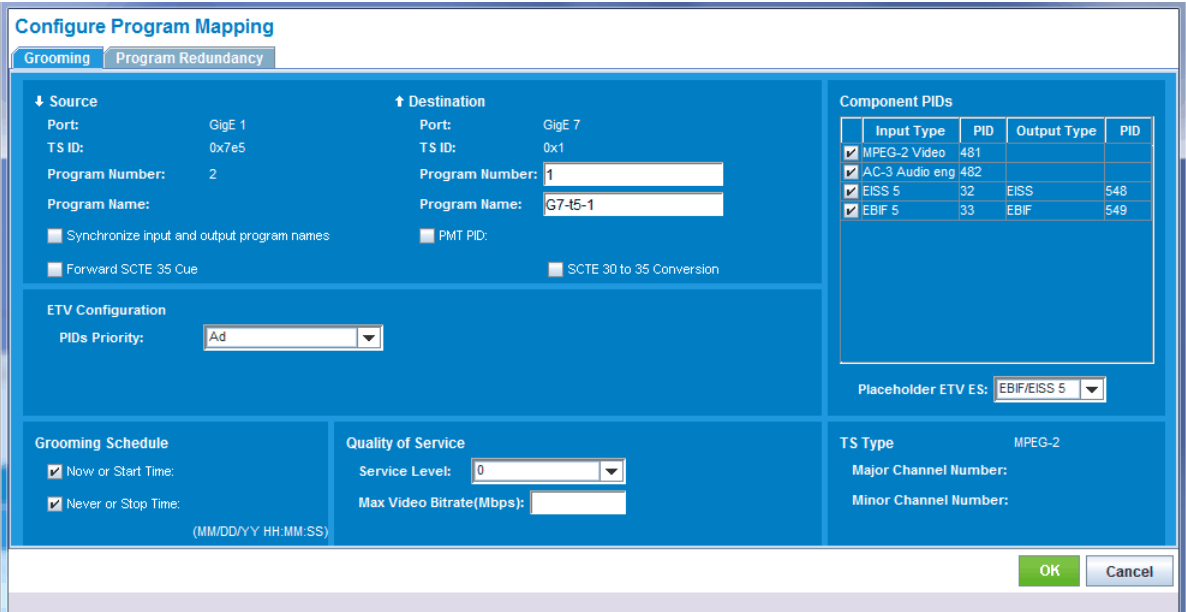 Configure Program Mapping
Grooming Program Redundancy
Source
Port: GigE 1
TS ID: 0x7e5
Program Number: 2
Program Name:
Synchronize input and output program names
Forward SCTE 35 Cue
Destination
Port: GigE 7
TS ID: 0x1
Program Number: 1
Program Name: G7-t5-1
PMT PID:
SCTE 30 to 35 Conversion
Component PIDs
Input Type PID Output Type PID
MPEG-2 Video 481
AC-3 Audio eng 482
EISS 5 32 EISS 548
EBIF 5 33 EBIF 549
Placeholder ETV ES: EBIF/EISS 5
ETV Configuration
PIDs Priority: Ad
Grooming Schedule
Now or Start Time:
Never or Stop Time:
(MM/DD/YY HH:MM:SS)
Quality of Service
Service Level: 0
Max Video Bitrate(Mbps):
TS Type MPEG-2
Major Channel Number:
Minor Channel Number:
OK Cancel